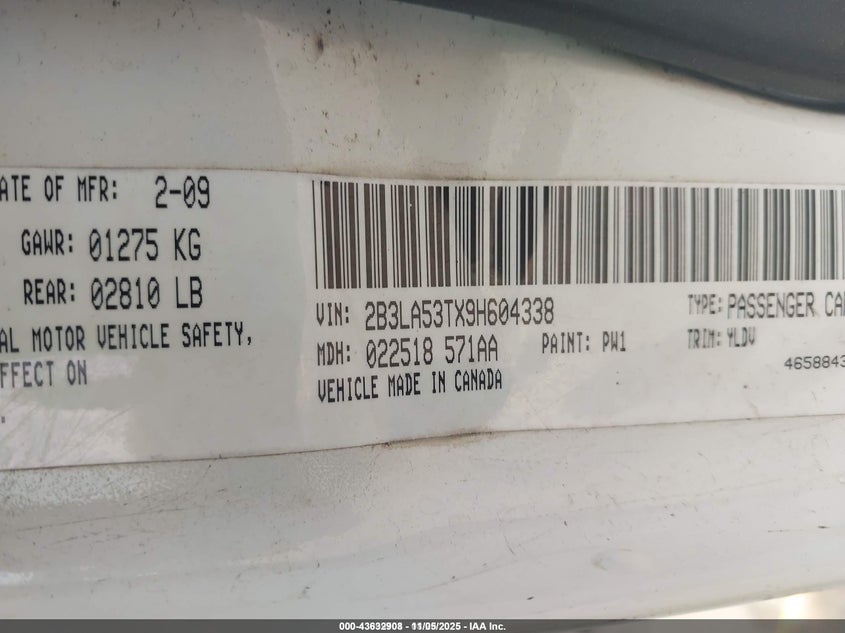 ATE OF MFR: 2-09
GAWR: 01275 KG
REAR: 02810 LB
AL MOTOR VEHICLE SAFETY,
FFECT ON
VIN: 2B3LA53TX9H604338
TYPE: PASSENGER CAR
MDH: 022518 571AA PAINT: PW1 TRIM: YLDV
VEHICLE MADE IN CANADA
4658843
000-43632908 - 11/05/2025 - IAA Inc.